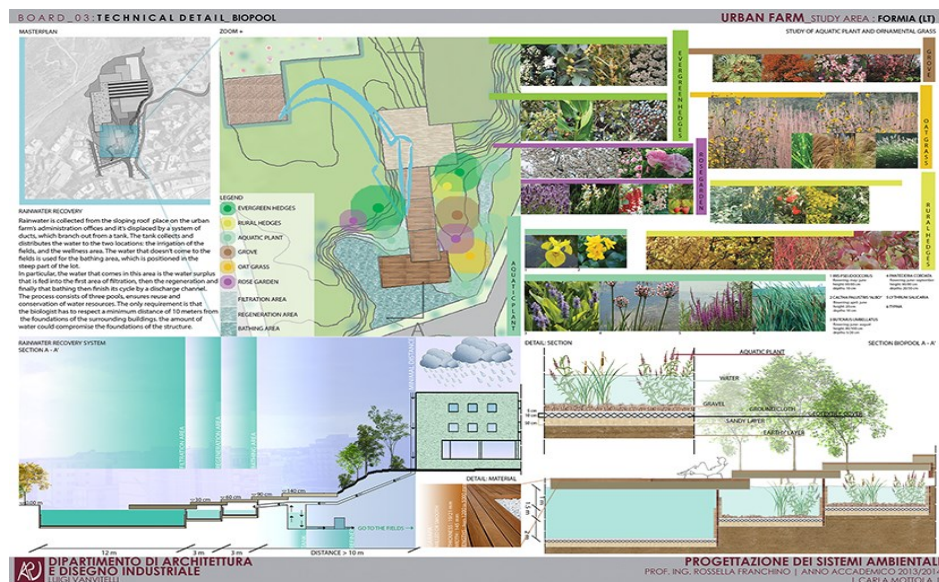 BOARD_03:TECHNICAL DETAIL_BIOPOOL
URBAN FARM_STUDY AREA : FORMIA (LT)
MASTERPLAN
ZOOM +
STUDY OF AQUATIC PLANT AND ORNAMENTAL GRASS
EVERGREEN HEDGES
GROVE
OAT GRASS
ROSE GARDEN
RURAL HEDGES
AQUATIC PLANT
LEGEND
EVERGREEN HEDGES
RURAL HEDGES
AQUATIC PLANT
GROVE
OAT GRASS
ROSE GARDEN
FILTRATION AREA
REGENERATION AREA
BATHING AREA
RAINWATER RECOVERY
Rainwater is collected from the sloping roof place on the urban
farm's administration offices and it's displaced by a system of
ducts, which branch out from a tank. The tank collects and
distributes the water to the two locations: the irrigation of the
fields, and the wellness area. The water that doen't come to the
fields is used for the bathing area, which is positioned in the
steep part of the lot.
In particular, the water that comes in this area is the water surplus
that is fed into the first area of filtration, then the regeneration and
finally that bathing then finish its cycle by a discharge channel.
The process consists of three pools, ensures reuse and
conservation of water resources. The only requirement is that
the biologist has to respect a minimum distance of 10 meters from
the foundations of the surrounding buildings. the amount of
water could compromise the foundations of the structure.
RAINWATER RECOVERY SYSTEM
SECTION A - A'
FILTRATION AREA
REGENERATION AREA
BATHING AREA
MINIMAL DISTANCE
GO TO THE FIELDS
12 m
3 m
3 m
DISTANCE > 10 m
DETAIL: SECTION
SECTION BIOPOOL A - A'
AQUATIC PLANT
WATER
GRAVEL
GROUNDCLOTH
SANDY LAYER
EARTH LAYER
DETAIL: MATERIAL
DIPARTIMENTO DI ARCHITETTURA
E DISEGNO INDUSTRIALE
LUIGI VANVITELLI
PROGETTAZIONE DEI SISTEMI AMBIENTAL
PROF. ING. ROSSELLA FRANCHINO | ANNO ACCADEMICO 2013/201